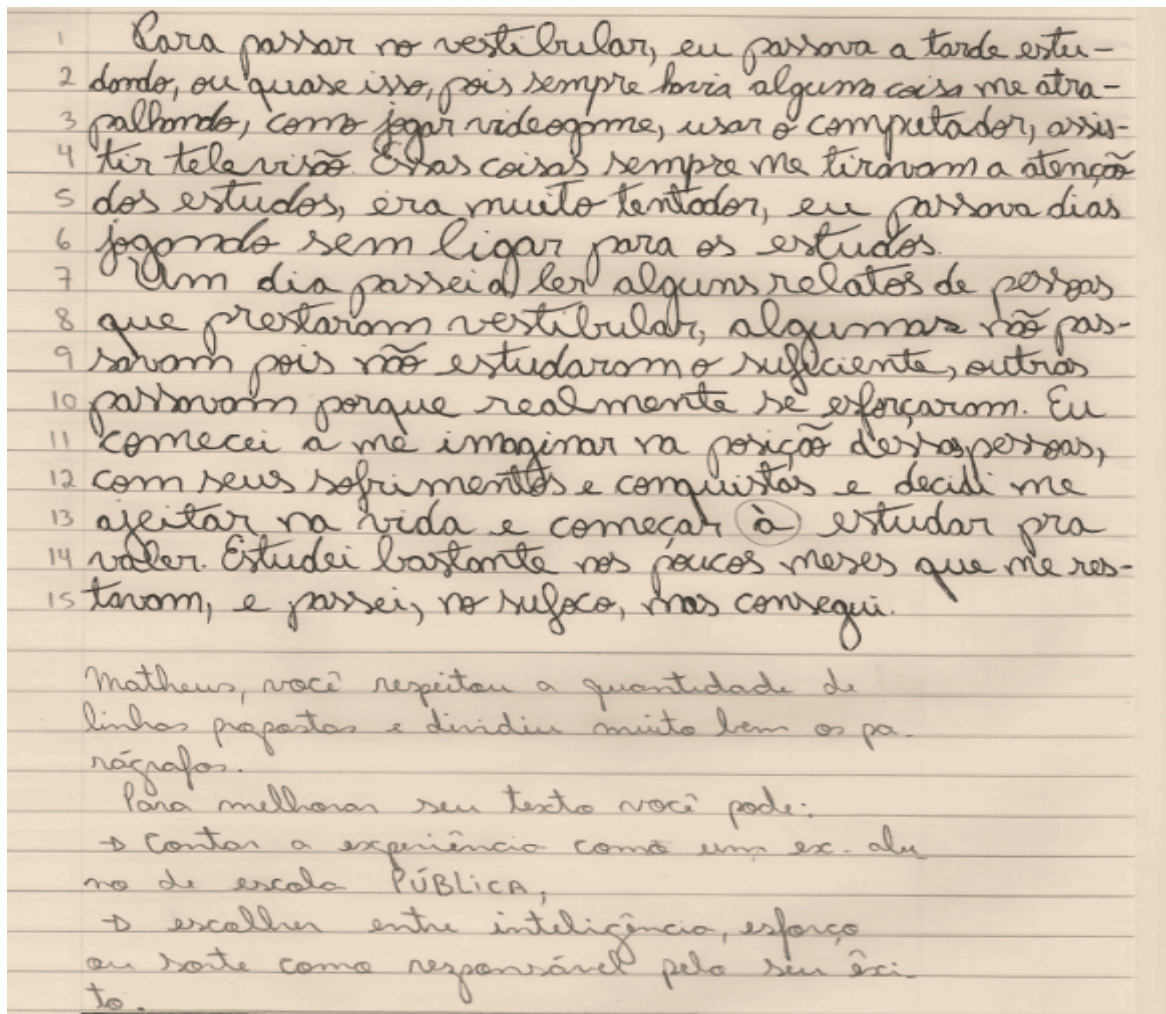 1 Para passar no vestibular, eu passava a tarde estu-
2 dando, ou quase isso, pois sempre havia alguma coisa me atra-
3 palhando, como jogar videogame, usar o computador, assis-
4 tir televisão. Essas coisas sempre me tiravam a atenção
5 dos estudos, era muito tentador, eu passava dias
6 jogando sem ligar para os estudos.
7 Um dia passei a ler alguns relatos de pessoas
8 que prestaram vestibular, algumas não pas-
9 savam pois não estudaram o suficiente, outras
10 passavam porque realmente se esforçaram. Eu
11 comecei a me imaginar na posição dessas pessoas,
12 com seus sofrimentos e conquistas e decidi me
13 ajeitar na vida e começar à estudar pra
14 valer. Estudei bastante nos poucos meses que me res-
15 tavam, e passei, no sufoco, mas consegui.
Matheus, você respeitou a quantidade de
linhas propostas e dividiu muito bem os pa-
rágrafos.
Para melhorar seu texto você pode:
→ Contar a experiência como um ex-alu
no de escola PÚBLICA,
→ escolher entre inteligência, esforço
ou sorte como responsável pelo seu êxi-
to.